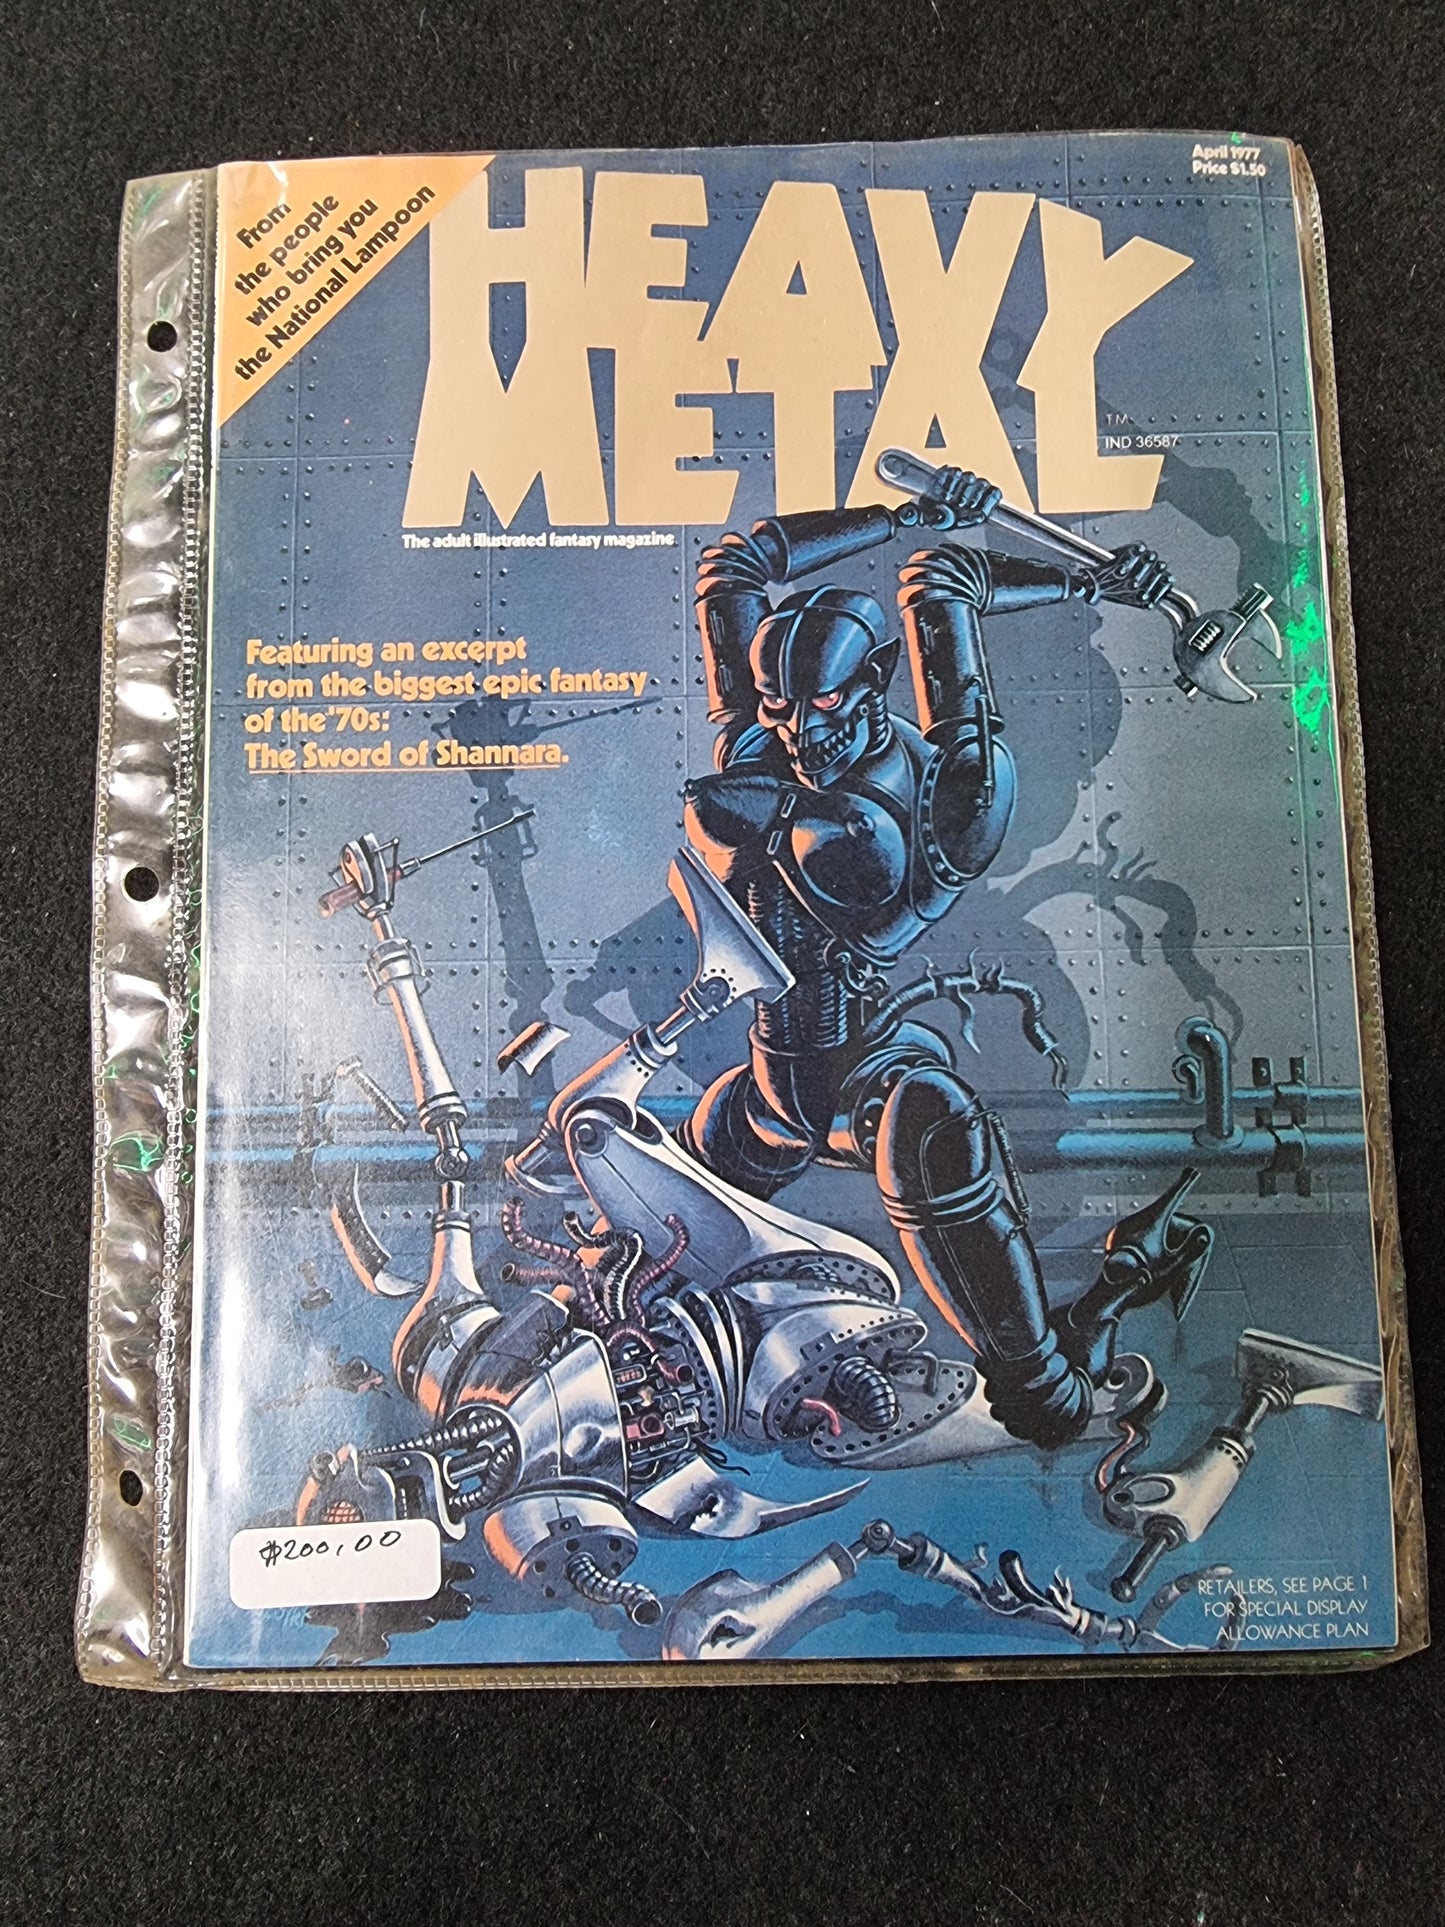 From
the people
who bring you
the National Lampoon
April 1977
Price $1.50
HEAVY
METAL
TM
IND 36587
The adult illustrated fantasy magazine
Featuring an excerpt
from the biggest epic fantasy
of the '70s:
The Sword of Shannara.
$200.00
RETAILERS, SEE PAGE 1
FOR SPECIAL DISPLAY
ALLOWANCE PLAN